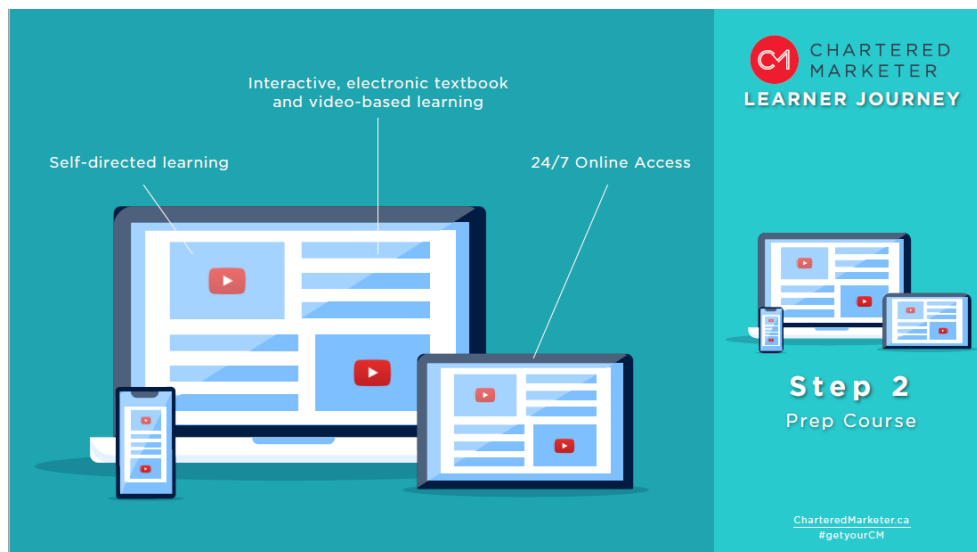 Interactive, electronic textbook
and video-based learning
Self-directed learning
24/7 Online Access
CM CHARTERED
MARKETER
LEARNER JOURNEY
Step 2
Prep Course
CharteredMarketer.ca
#getyourCM